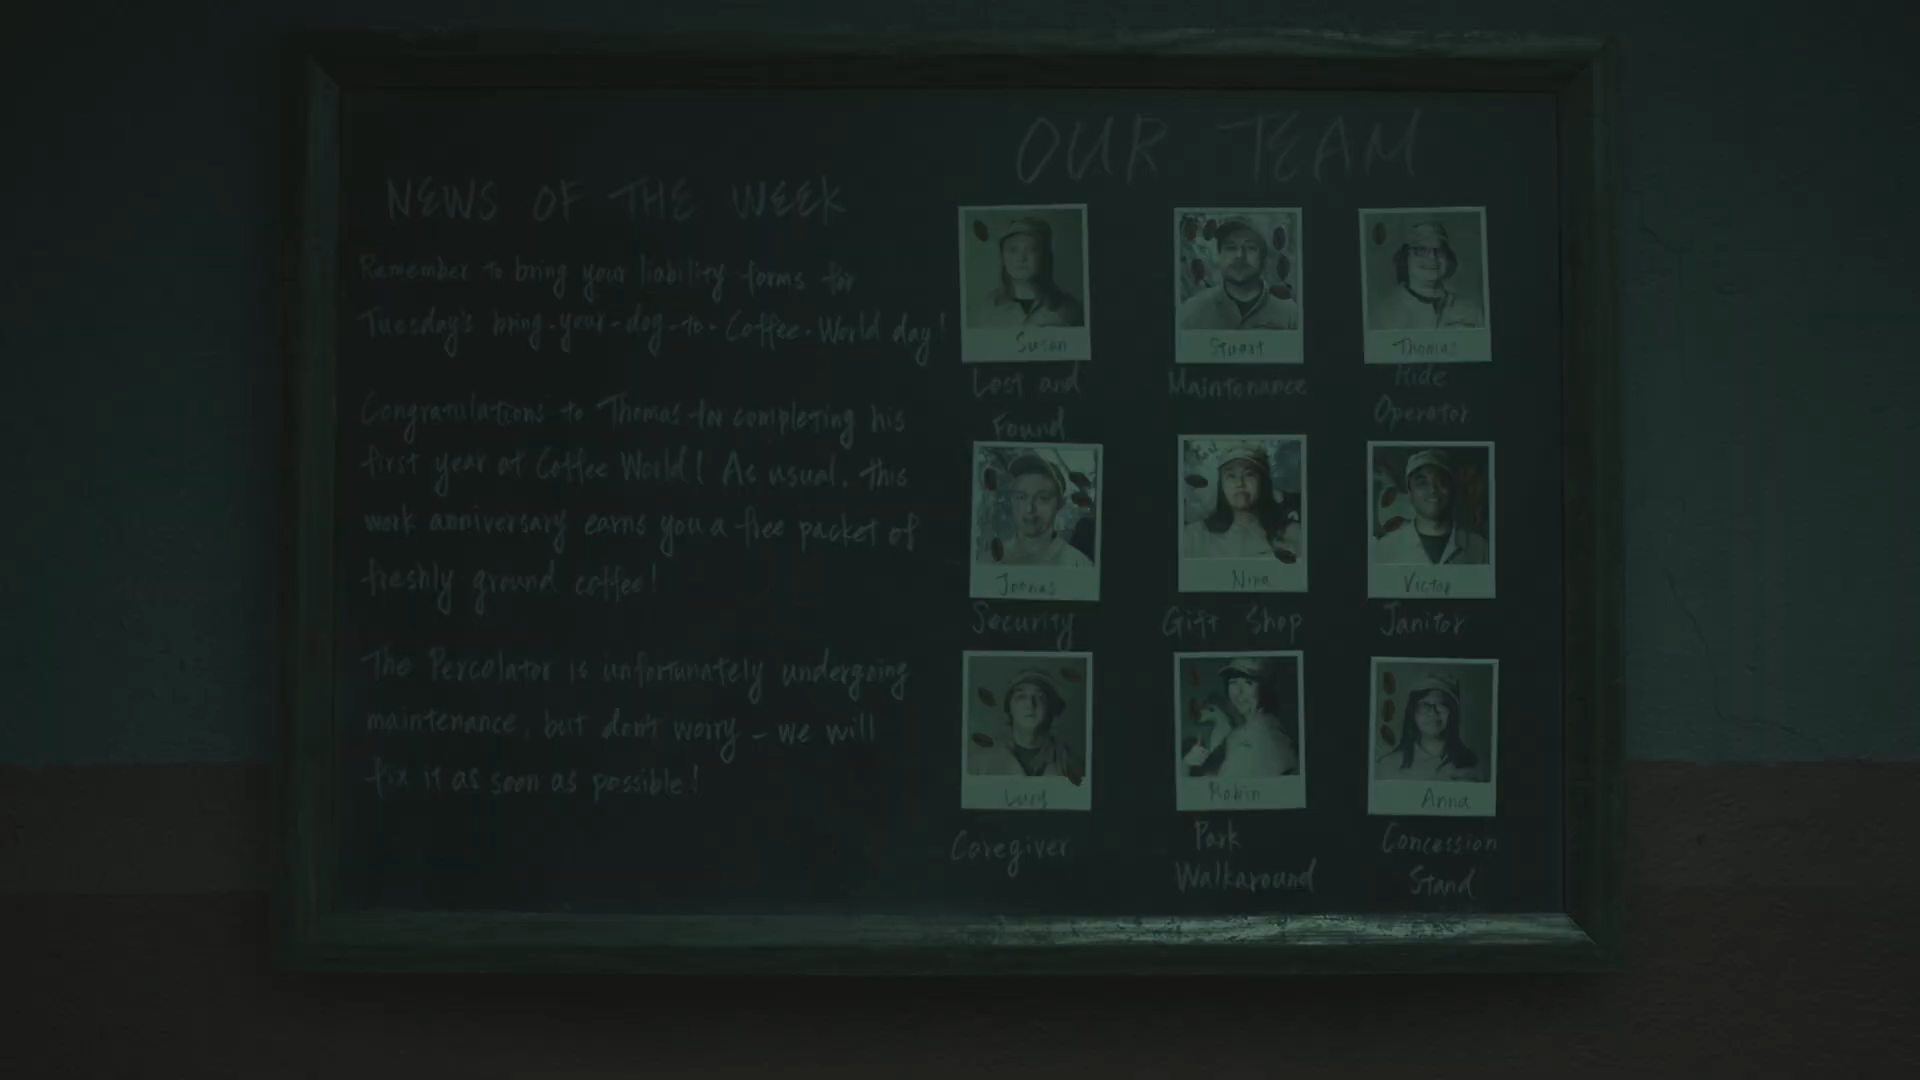 NEWS OF THE WEEK
Remember to bring your liability forms for
Tuesday's bring-your-dog-to-Coffee-World day!
Congratulations to Thomas for completing his
first year at Coffee World! As usual, this
work anniversary earns you a free packet of
freshly ground coffee!
The Percolator is unfortunately undergoing
maintenance, but don't worry - we will
fix it as soon as possible!
OUR TEAM
Susan
Lost and
Found
Stuart
Maintenance
Thomas
Ride
Operator
Joonas
Security
Nina
Gift Shop
Victor
Janitor
Lucy
Caregiver
Robin
Park
Walkaround
Anna
Concession
Stand